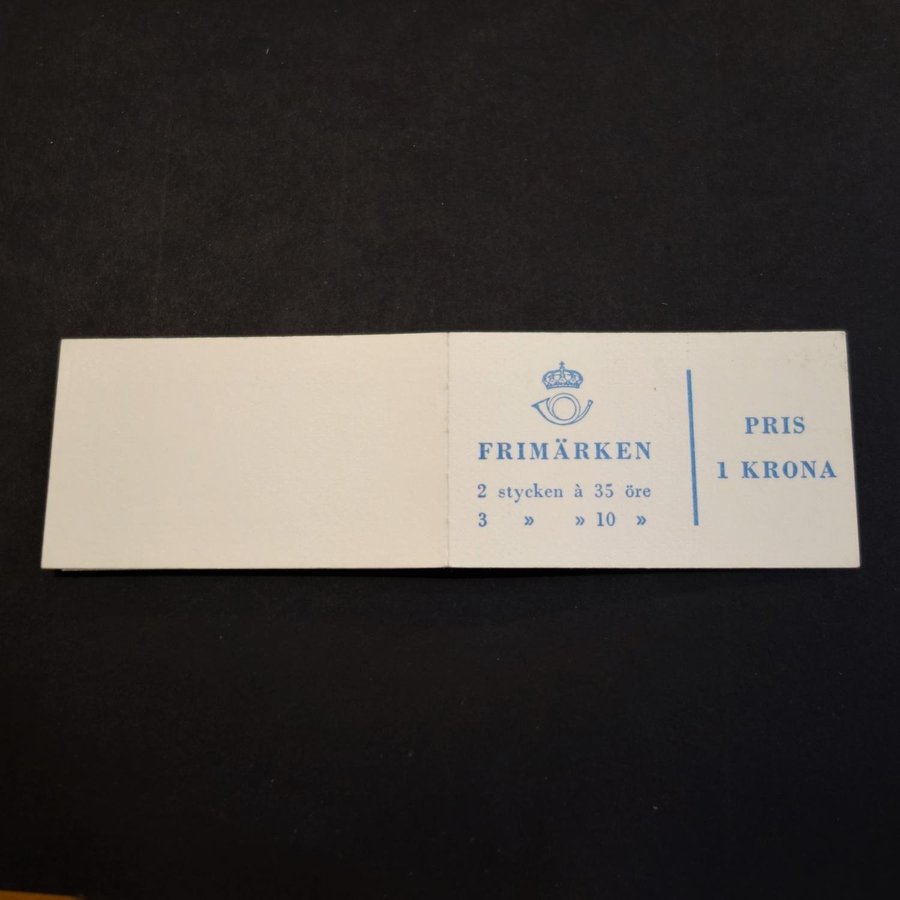 FRIMÄRKEN
2 stycken à 35 öre
3 » » 10 »
PRIS
1 KRONA